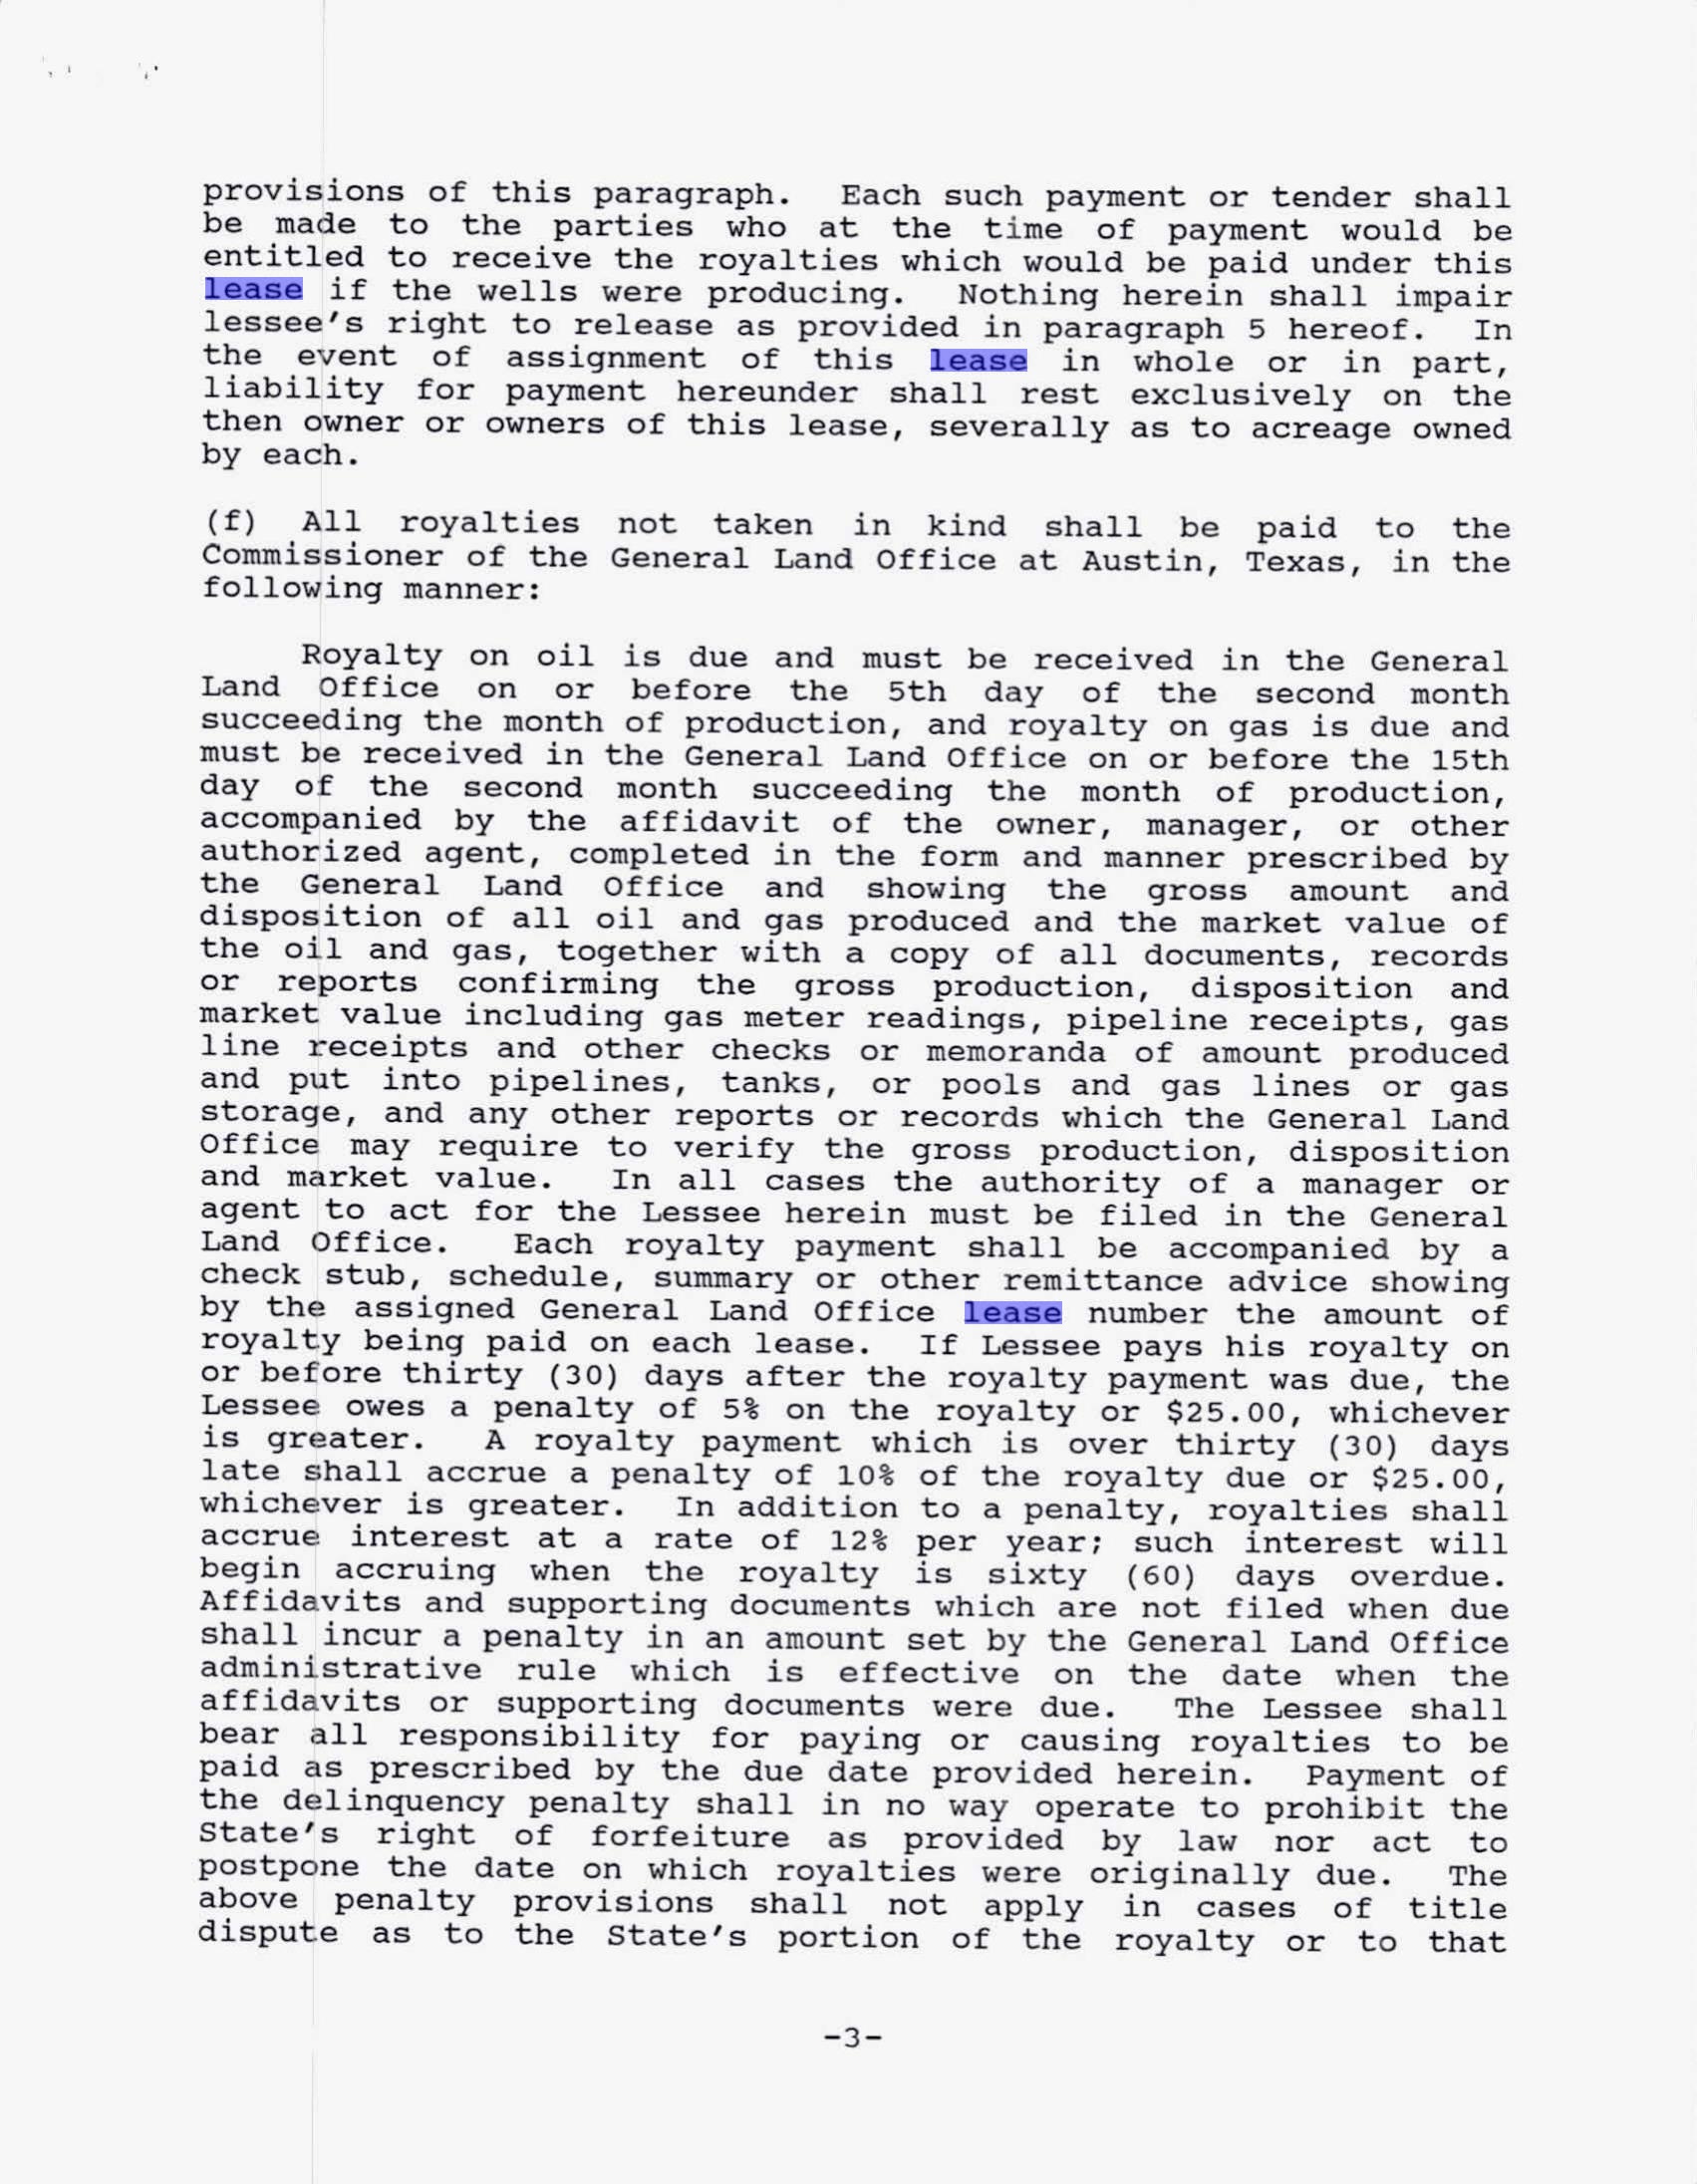 provisions of this paragraph. Each such payment or tender shall
be made to the parties who at the time of payment would be
entitled to receive the royalties which would be paid under this
lease if the wells were producing. Nothing herein shall impair
lessee's right to release as provided in paragraph 5 hereof. In
the event of assignment of this lease in whole or in part,
liability for payment hereunder shall rest exclusively on the
then owner or owners of this lease, severally as to acreage owned
by each.
(f) All royalties not taken in kind shall be paid to the
Commissioner of the General Land Office at Austin, Texas, in the
following manner:
Royalty on oil is due and must be received in the General
Land Office on or before the 5th day of the second month
succeeding the month of production, and royalty on gas is due and
must be received in the General Land Office on or before the 15th
day of the second month succeeding the month of production,
accompanied by the affidavit of the owner, manager, or other
authorized agent, completed in the form and manner prescribed by
the General Land Office and showing the gross amount and
disposition of all oil and gas produced and the market value of
the oil and gas, together with a copy of all documents, records
or reports confirming the gross production, disposition and
market value including gas meter readings, pipeline receipts, gas
line receipts and other checks or memoranda of amount produced
and put into pipelines, tanks, or pools and gas lines or gas
storage, and any other reports or records which the General Land
Office may require to verify the gross production, disposition
and market value. In all cases the authority of a manager or
agent to act for the Lessee herein must be filed in the General
Land Office. Each royalty payment shall be accompanied by a
check stub, schedule, summary or other remittance advice showing
by the assigned General Land Office lease number the amount of
royalty being paid on each lease. If Lessee pays his royalty on
or before thirty (30) days after the royalty payment was due, the
Lessee owes a penalty of 5% on the royalty or $25.00, whichever
is greater. A royalty payment which is over thirty (30) days
late shall accrue a penalty of 10% of the royalty due or $25.00,
whichever is greater. In addition to a penalty, royalties shall
accrue interest at a rate of 12% per year; such interest will
begin accruing when the royalty is sixty (60) days overdue.
Affidavits and supporting documents which are not filed when due
shall incur a penalty in an amount set by the General Land Office
administrative rule which is effective on the date when the
affidavits or supporting documents were due. The Lessee shall
bear all responsibility for paying or causing royalties to be
paid as prescribed by the due date provided herein. Payment of
the delinquency penalty shall in no way operate to prohibit the
State's right of forfeiture as provided by law nor act to
postpone the date on which royalties were originally due. The
above penalty provisions shall not apply in cases of title
dispute as to the State's portion of the royalty or to that
-3-